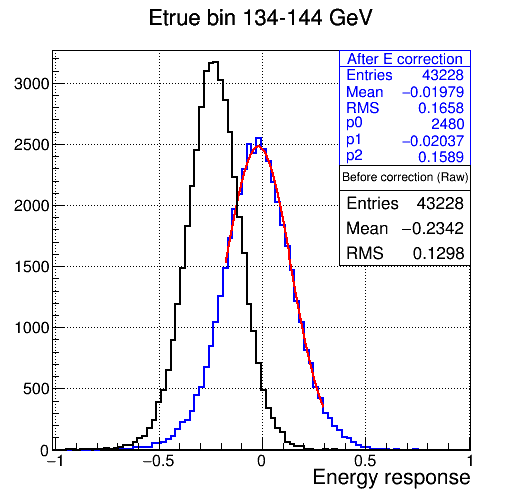 Etrue bin 134-144 GeV
After E correction
Entries 43228
Mean −0.01979
RMS 0.1658
p0 2480
p1 −0.02037
p2 0.1589
Before correction (Raw)
Entries 43228
Mean −0.2342
RMS 0.1298
3000
2500
2000
1500
1000
500
0
−1 −0.5 0 0.5 1
Energy response